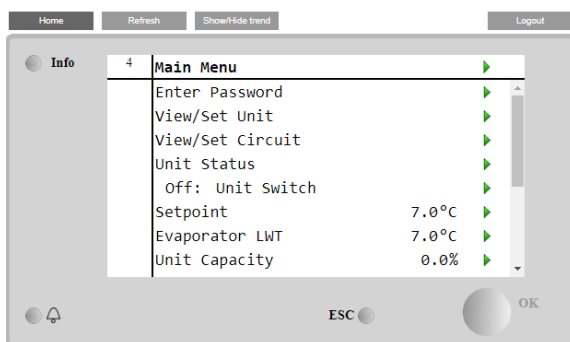 Home Refresh Show/Hide trend Logout
Info
4 Main Menu
Enter Password
View/Set Unit
View/Set Circuit
Unit Status
Off: Unit Switch
Setpoint 7.0°C
Evaporator LWT 7.0°C
Unit Capacity 0.0%
ESC OK